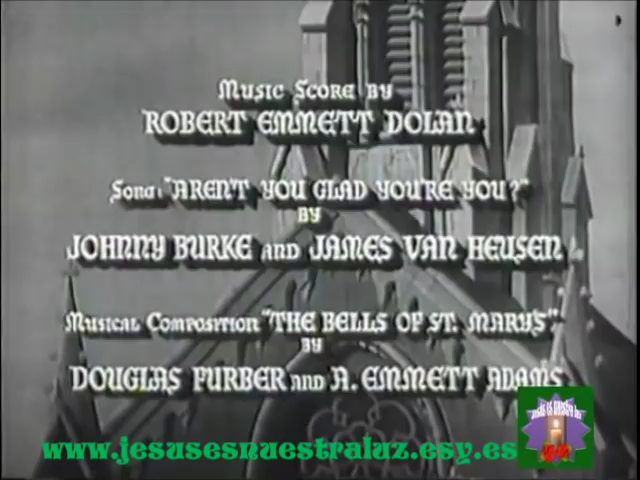 Music Score by
ROBERT EMMETT DOLAN
Song: "AREN'T YOU GLAD YOU'RE YOU?"
BY
JOHNNY BURKE AND JAMES VAN HEUSEN
Musical Composition "THE BELLS OF ST. MARY'S"
BY
DOUGLAS FURBER AND A. EMMETT ADAMS
www.jesusesnuestraluz.esy.es